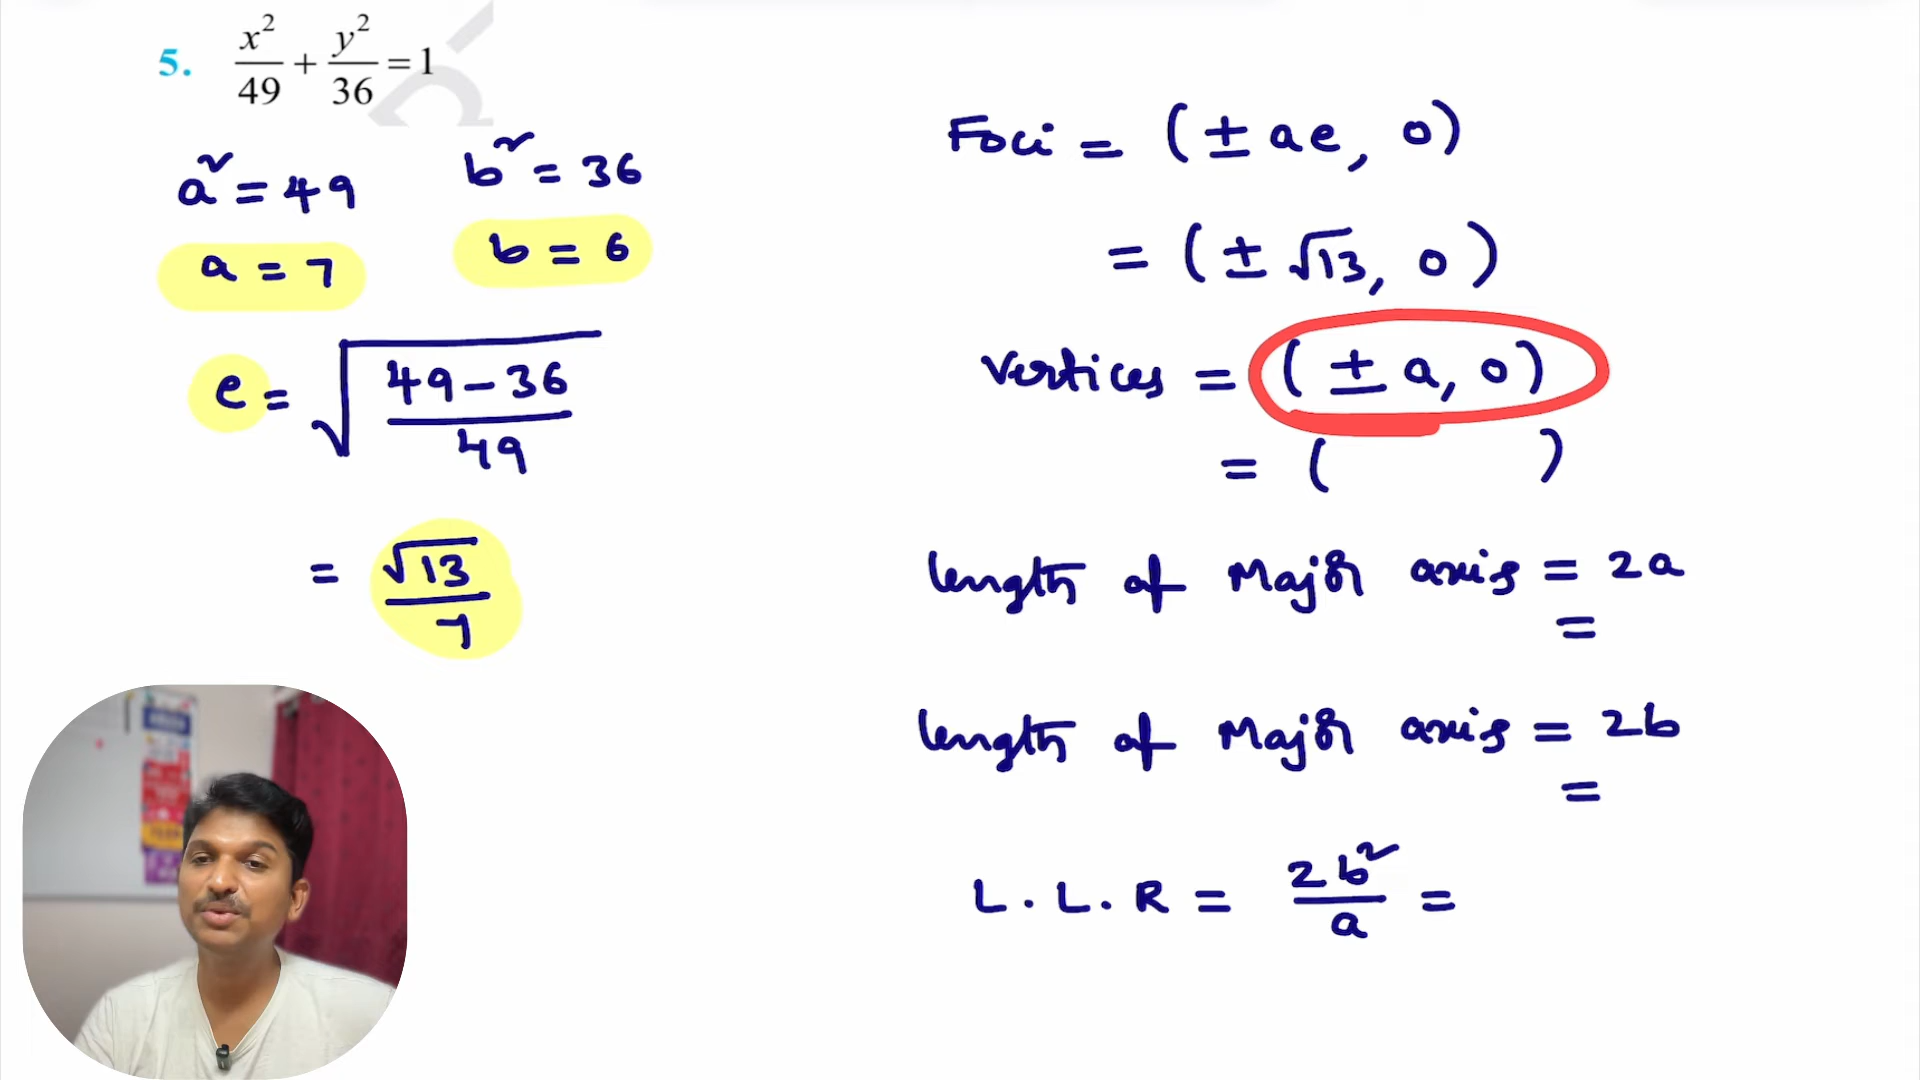 5. x²/49 + y²/36 = 1
a² = 49
b² = 36
a = 7
b = 6
e = √((49-36)/49)
= √13/7
Foci = (± ae, 0)
= (± √13, 0)
Vertices = (± a, 0)
= ( )
length of Major axis = 2a
=
length of Major axis = 2b
=
L.L.R = 2b²/a =